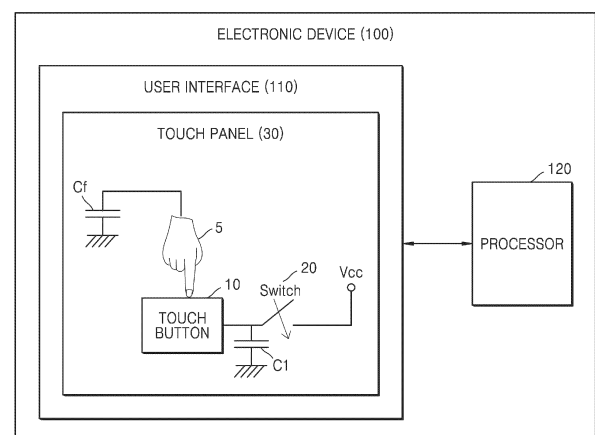 ELECTRONIC DEVICE (100)
USER INTERFACE (110)
TOUCH PANEL (30)
Cf
5
120
PROCESSOR
10
20
Switch
Vcc
TOUCH
BUTTON
C1